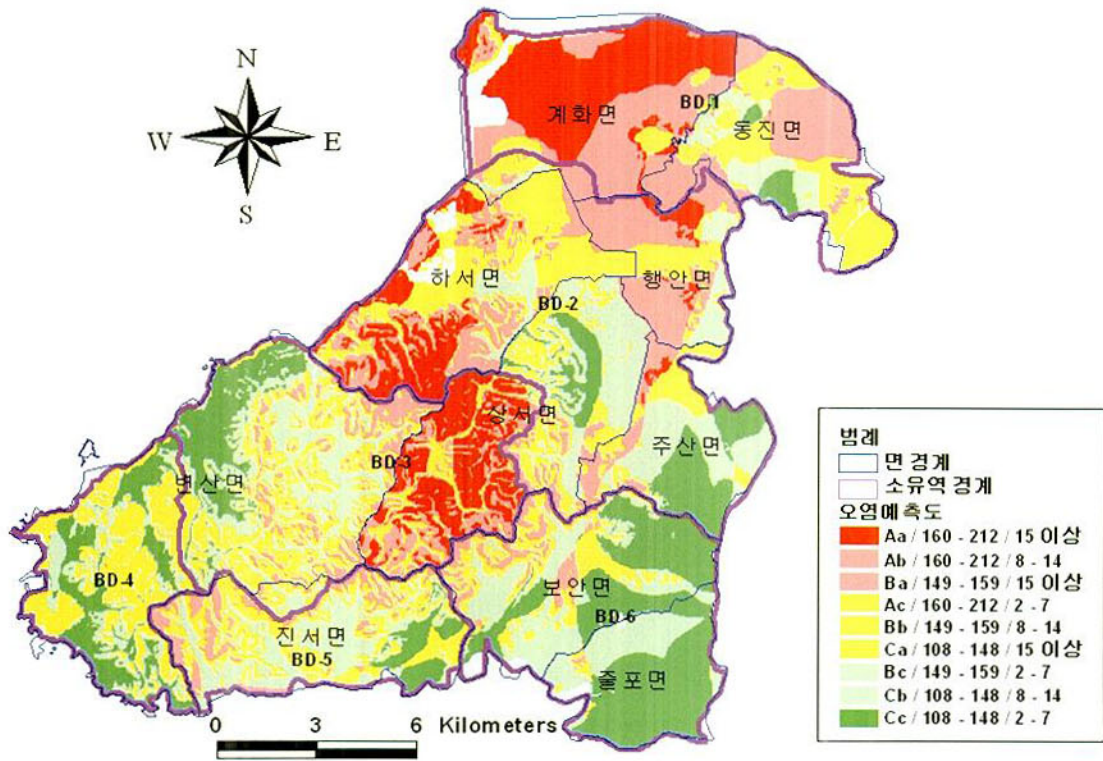 N
W E
S
계화면
BD-1
동진면
하서면
행안면
BD-2
상서면
주산면
BD-3
변산면
BD-4
보안면
BD-6
진서면
BD-5
줄포면
0 3 6 Kilometers
범례
면 경계
소유역 경계
오염예측도
Aa / 160 - 212 / 15 이상
Ab / 160 - 212 / 8 - 14
Ba / 149 - 159 / 15 이상
Ac / 160 - 212 / 2 - 7
Bb / 149 - 159 / 8 - 14
Ca / 108 - 148 / 15 이상
Bc / 149 - 159 / 2 - 7
Cb / 108 - 148 / 8 - 14
Cc / 108 - 148 / 2 - 7